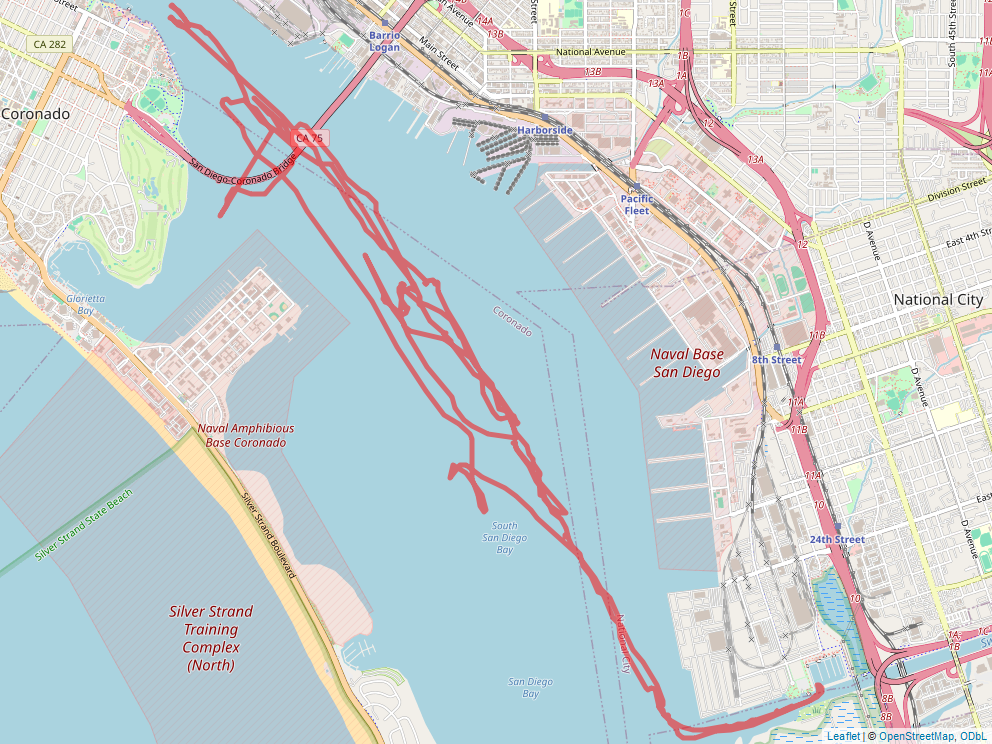 CA 282
Coronado
Barrio
Logan
Main Street
National Avenue
Avenue
Street
14A
13B
13B
13A
1C
1B
1A
13A
12
Street
South 45th Street
11A
Harborside
CA 75
San Diego-Coronado Bridge
Pacific
Fleet
Division Street
12
D Avenue
East 4th Street
Glorietta
Bay
Coronado
National City
11B
Naval Base
San Diego
8th Street
D Avenue
11A
11B
Naval Amphibious
Base Coronado
11A
Silver Strand State Beach
Silver Strand Boulevard
10
South
San Diego
Bay
24th Street
D Avenue
East
10
Silver Strand
Training
Complex
(North)
National City
1A
1B
1C
San Diego
Bay
8B
8B
Leaflet | © OpenStreetMap, ODbL